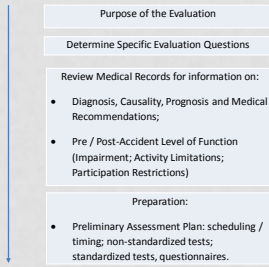 Purpose of the Evaluation
Determine Specific Evaluation Questions
Review Medical Records for information on:
• Diagnosis, Causality, Prognosis and Medical
Recommendations;
• Pre / Post-Accident Level of Function
(Impairment; Activity Limitations;
Participation Restrictions)
Preparation:
• Preliminary Assessment Plan: scheduling /
timing; non-standardized tests;
standardized tests, questionnaires.